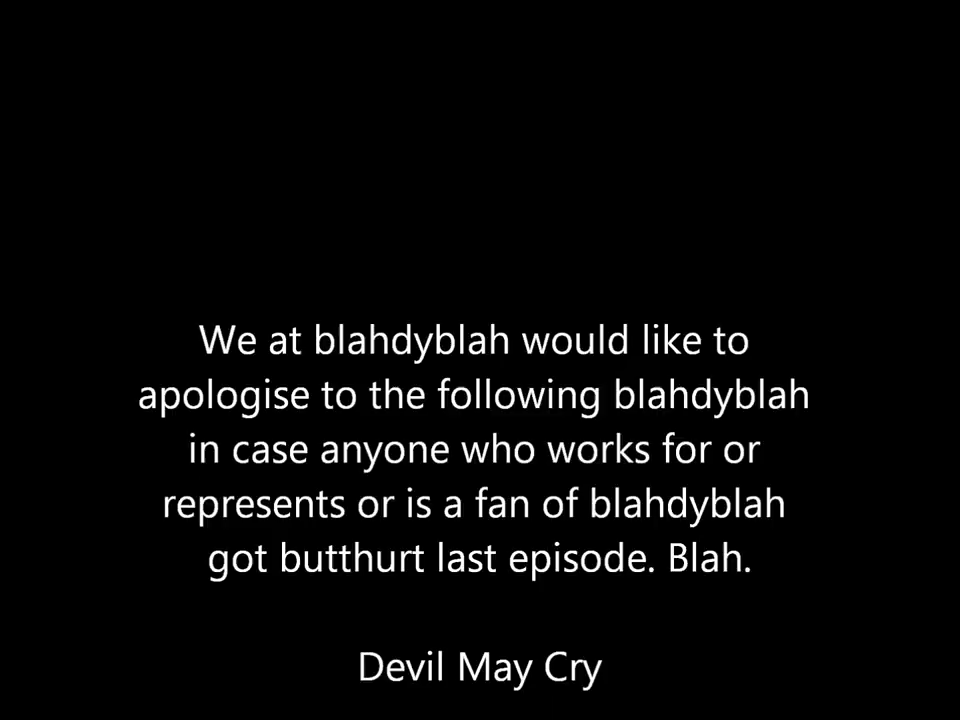 We at blahdyblah would like to
apologise to the following blahdyblah
in case anyone who works for or
represents or is a fan of blahdyblah
got butthurt last episode. Blah.
Devil May Cry